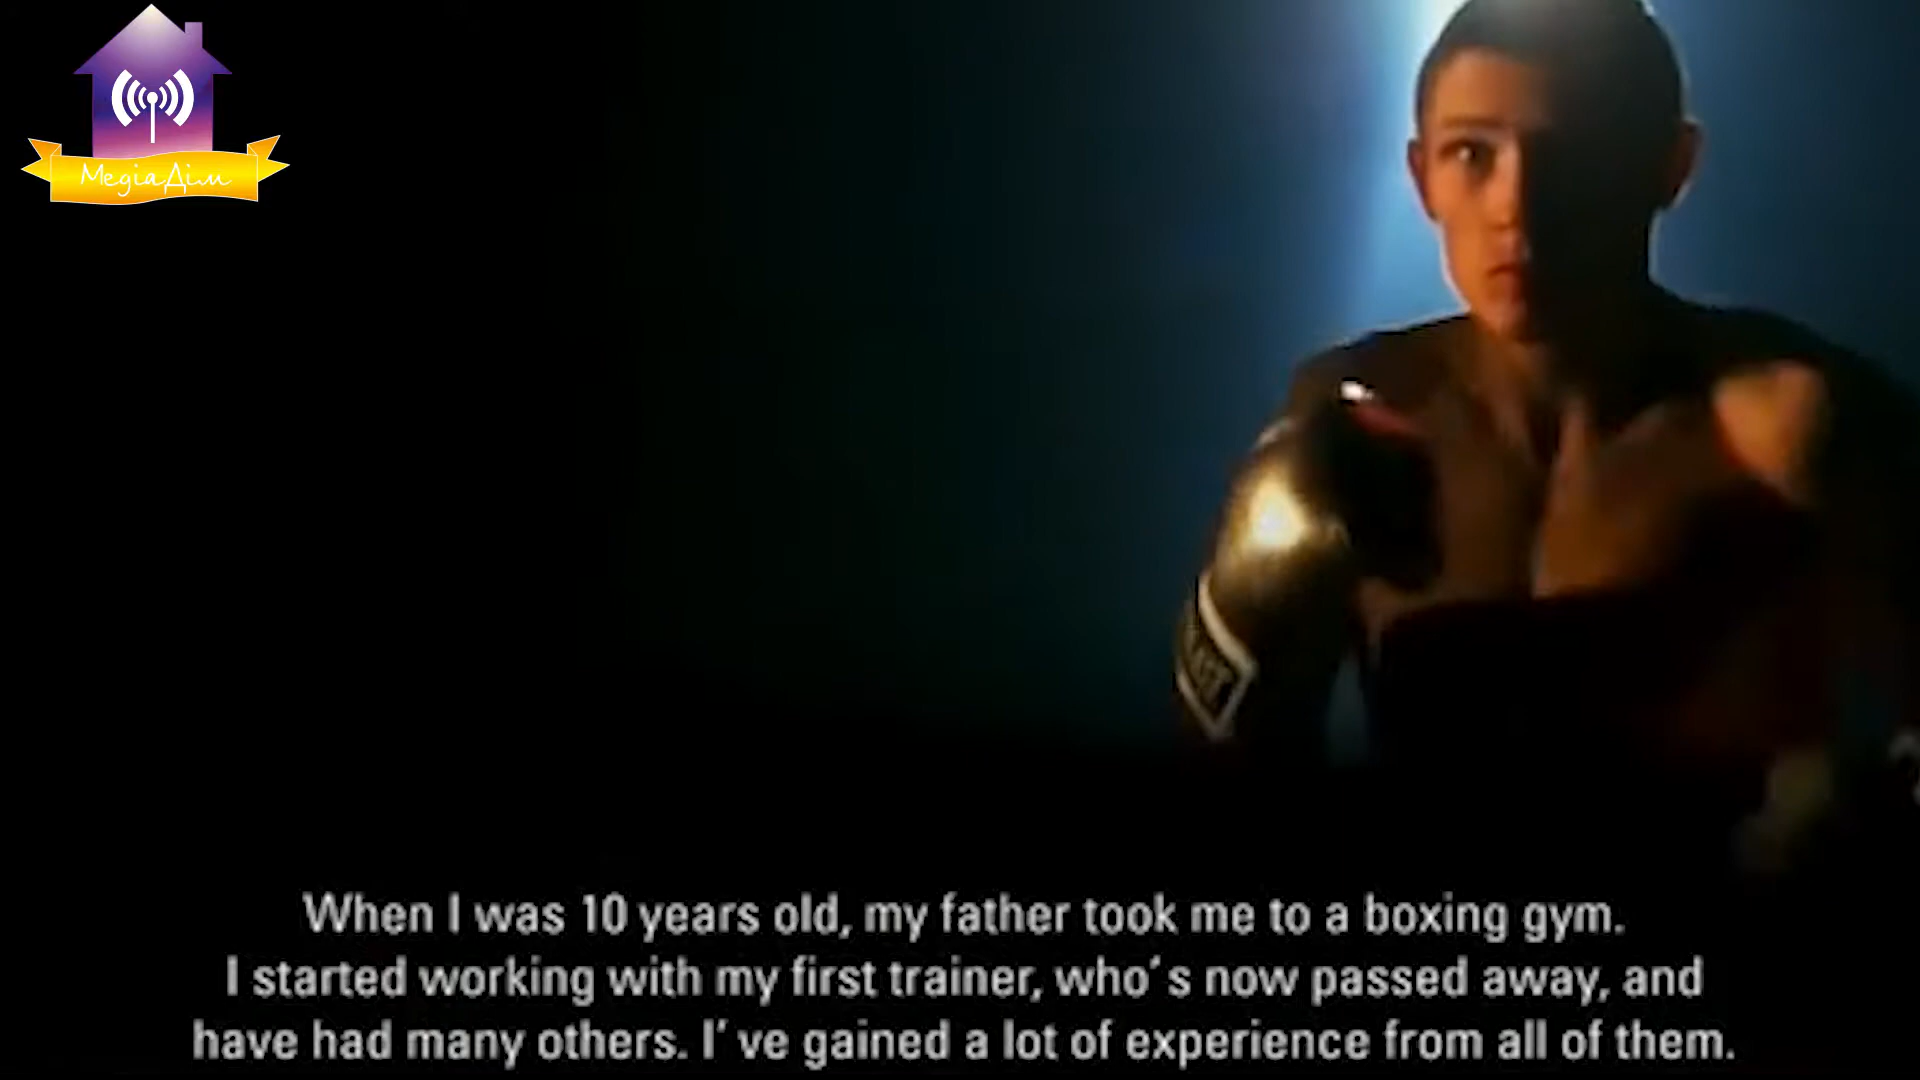 МедіаДім
When I was 10 years old, my father took me to a boxing gym.
I started working with my first trainer, who's now passed away, and
have had many others. I' ve gained a lot of experience from all of them.